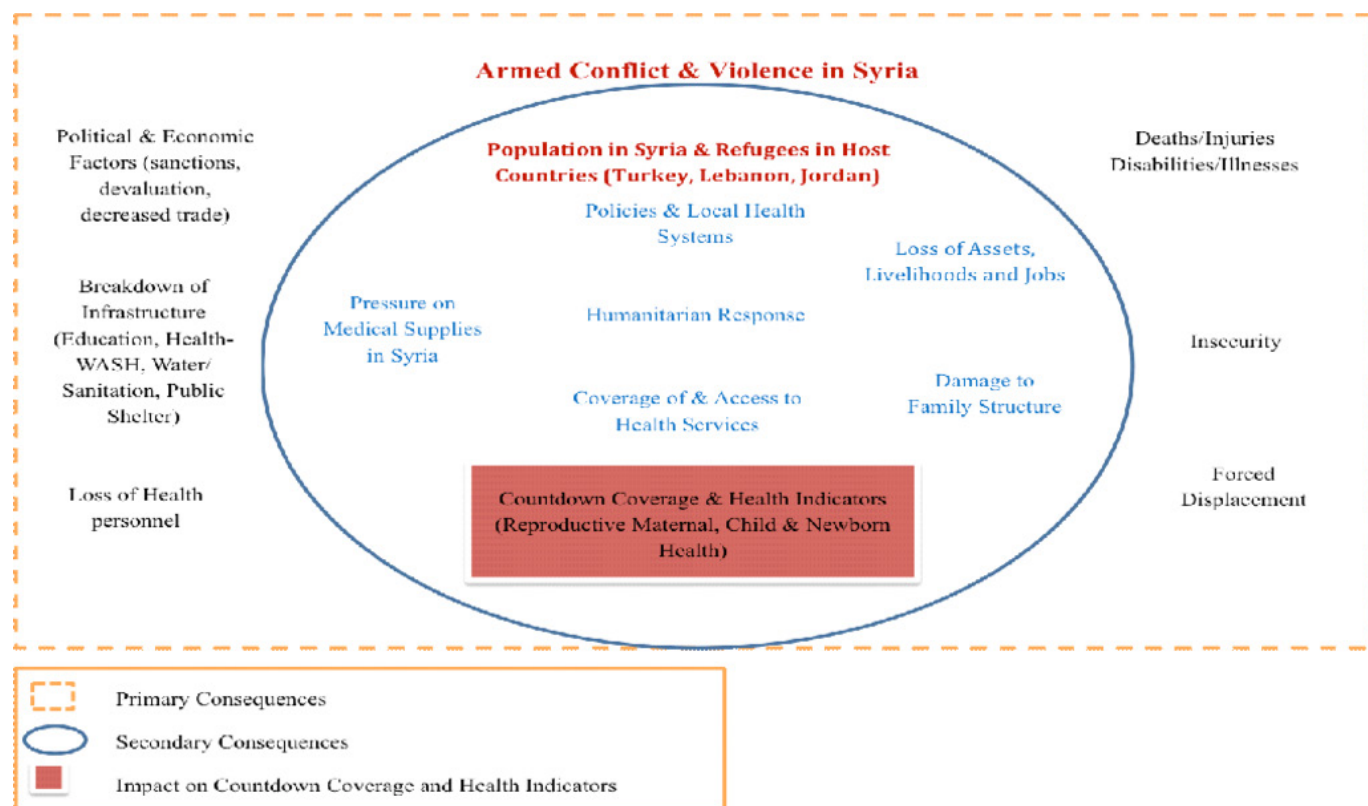 Armed Conflict & Violence in Syria
Political & Economic
Factors (sanctions,
devaluation,
decreased trade)
Breakdown of
Infrastructure
(Education, Health-
WASH, Water/
Sanitation, Public
Shelter)
Loss of Health
personnel
Population in Syria & Refugees in Host
Countries (Turkey, Lebanon, Jordan)
Policies & Local Health
Systems
Pressure on
Medical Supplies
in Syria
Humanitarian Response
Coverage of & Access to
Health Services
Loss of Assets,
Livelihoods and Jobs
Damage to
Family Structure
Countdown Coverage & Health Indicators
(Reproductive Maternal, Child & Newborn
Health)
Deaths/Injuries
Disabilities/Illnesses
Insecurity
Forced
Displacement
Primary Consequences
Secondary Consequences
Impact on Countdown Coverage and Health Indicators